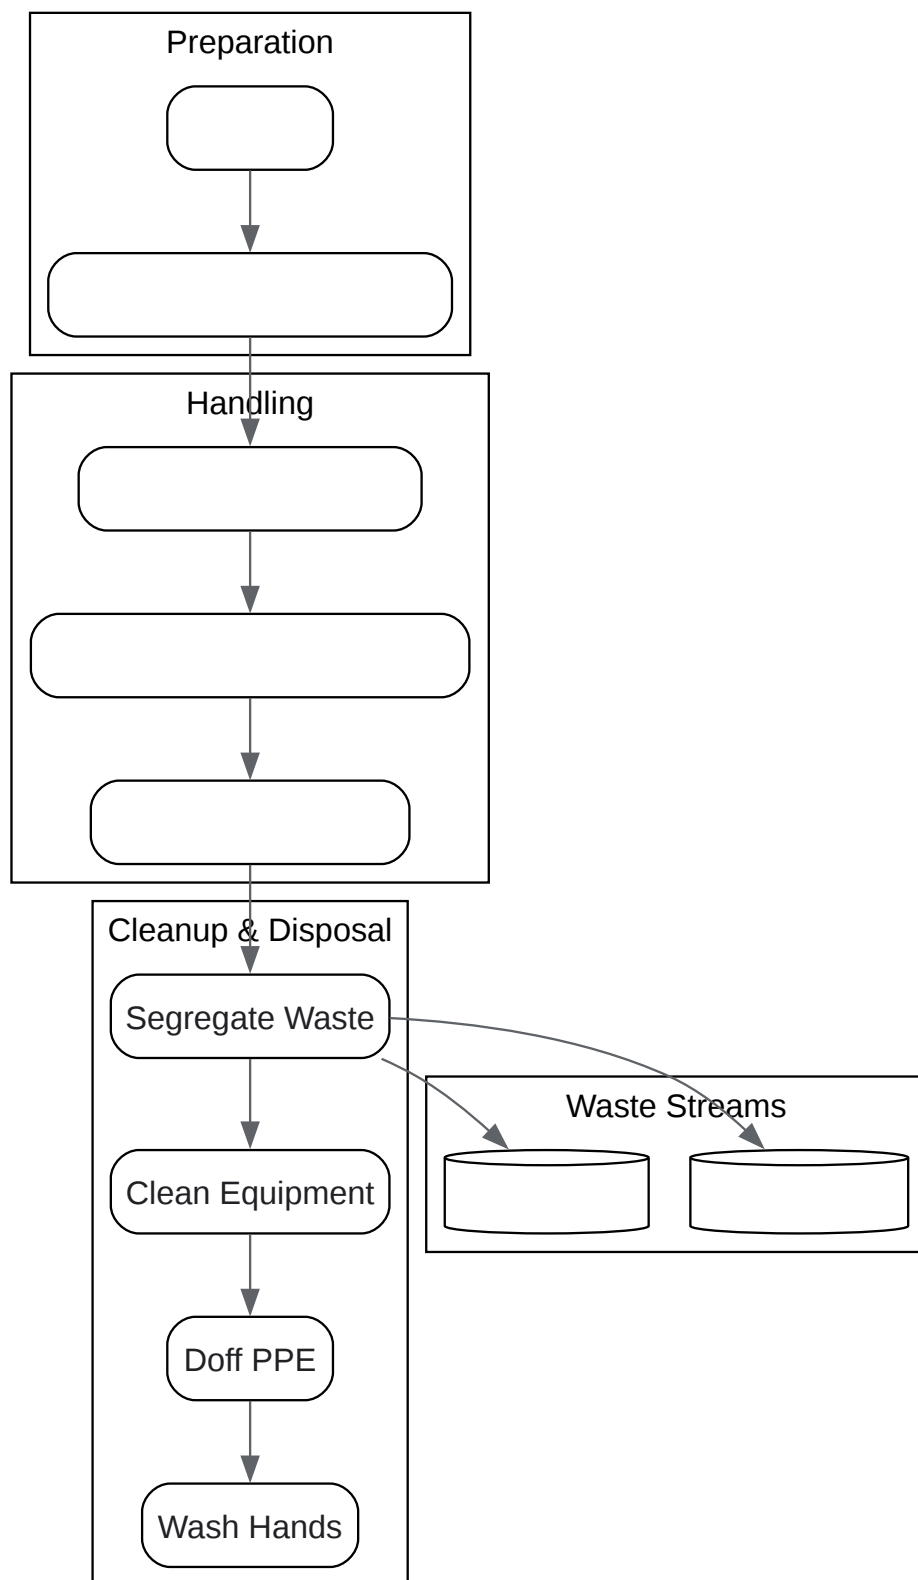 Preparation
Handling
Cleanup & Disposal
Segregate Waste
Waste Streams
Clean Equipment
Doff PPE
Wash Hands